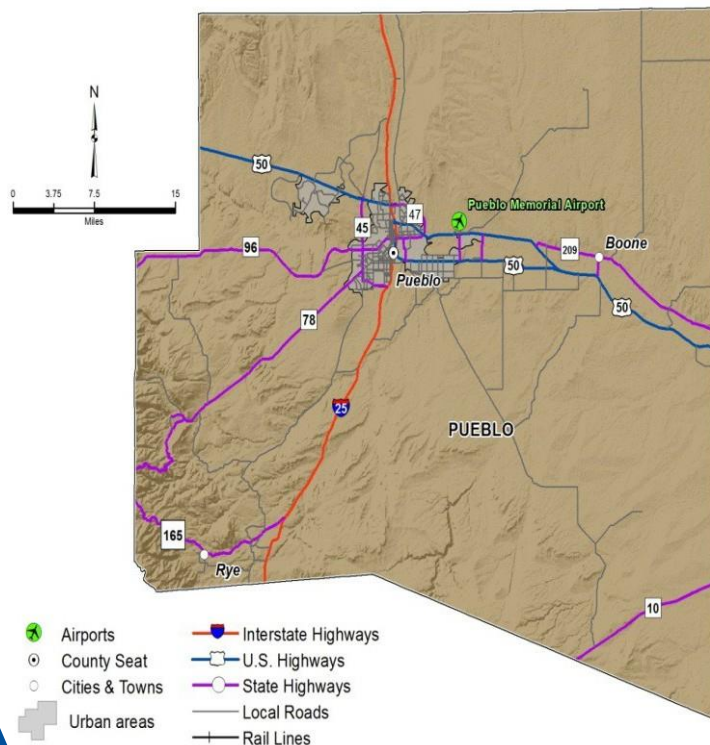 N
0 3.75 7.5 15
Miles
50
47
45
Pueblo Memorial Airport
96
209
Boone
50
Pueblo
50
78
25
PUEBLO
165
Rye
10
Airports
County Seat
Cities & Towns
Urban areas
Interstate Highways
U.S. Highways
State Highways
Local Roads
Rail Lines